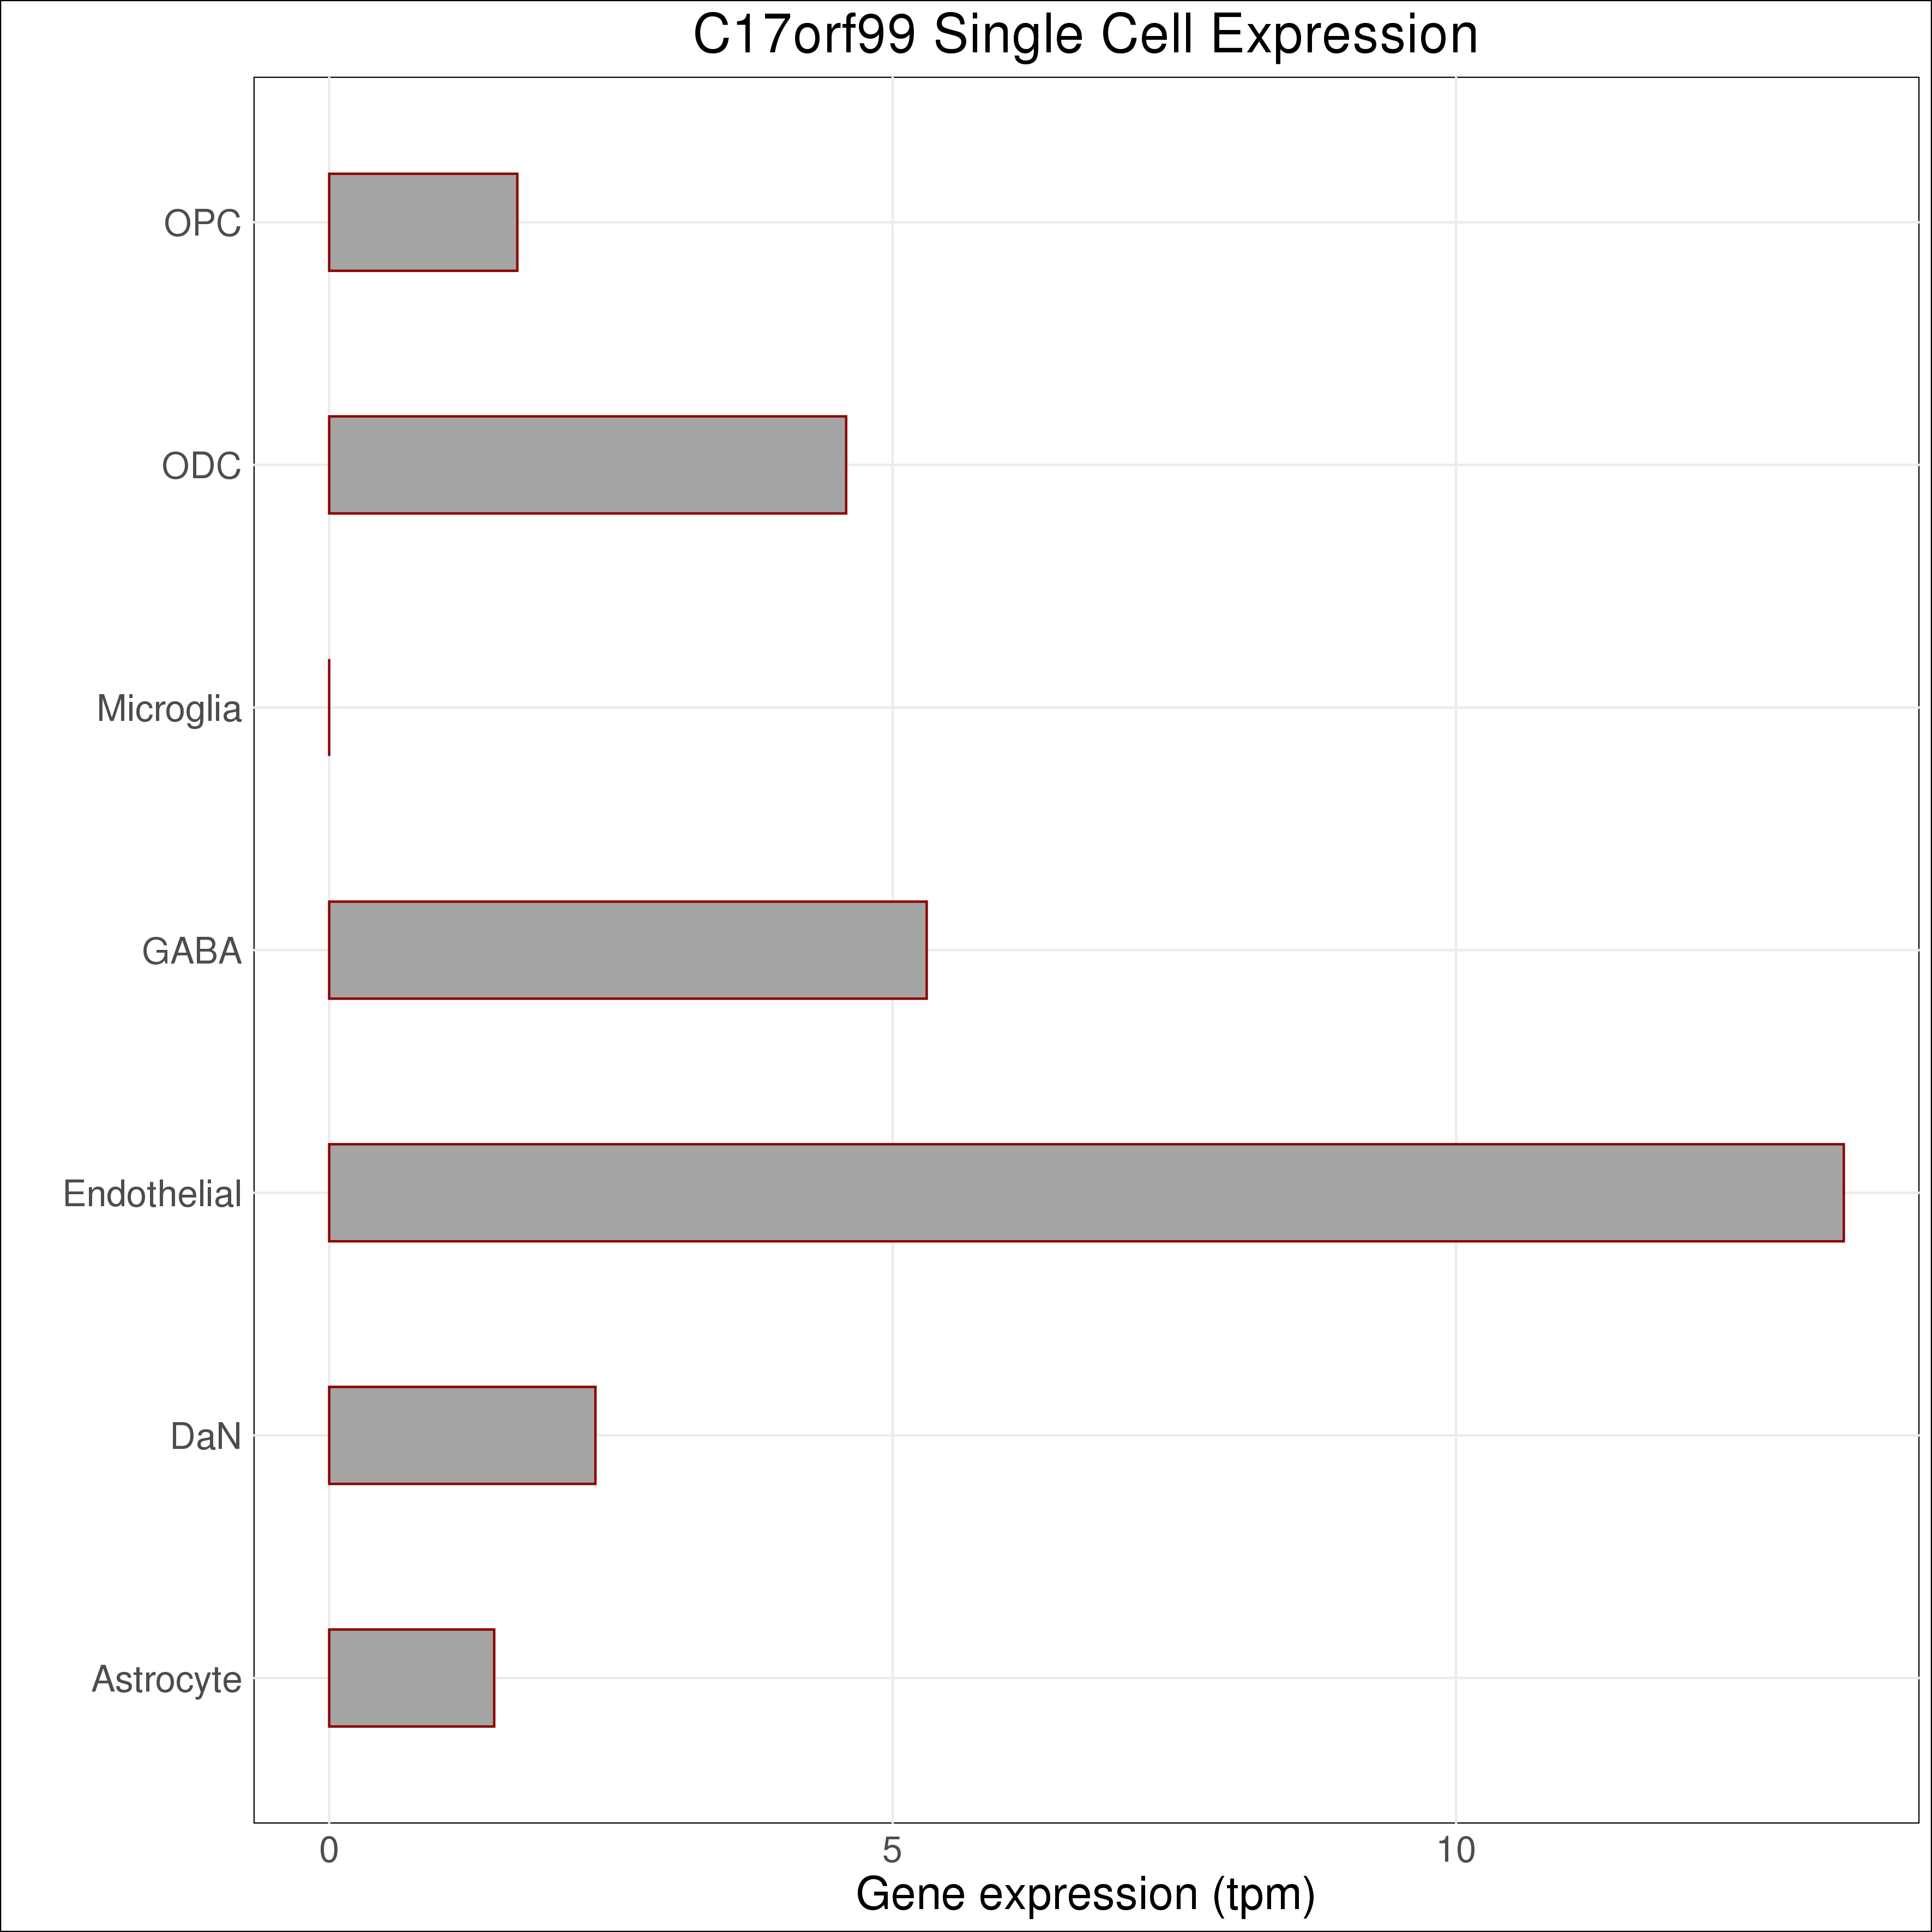 C17orf99 Single Cell Expression
OPC
ODC
Microglia
GABA
Endothelial
DaN
Astrocyte
0 5 10
Gene expression (tpm)